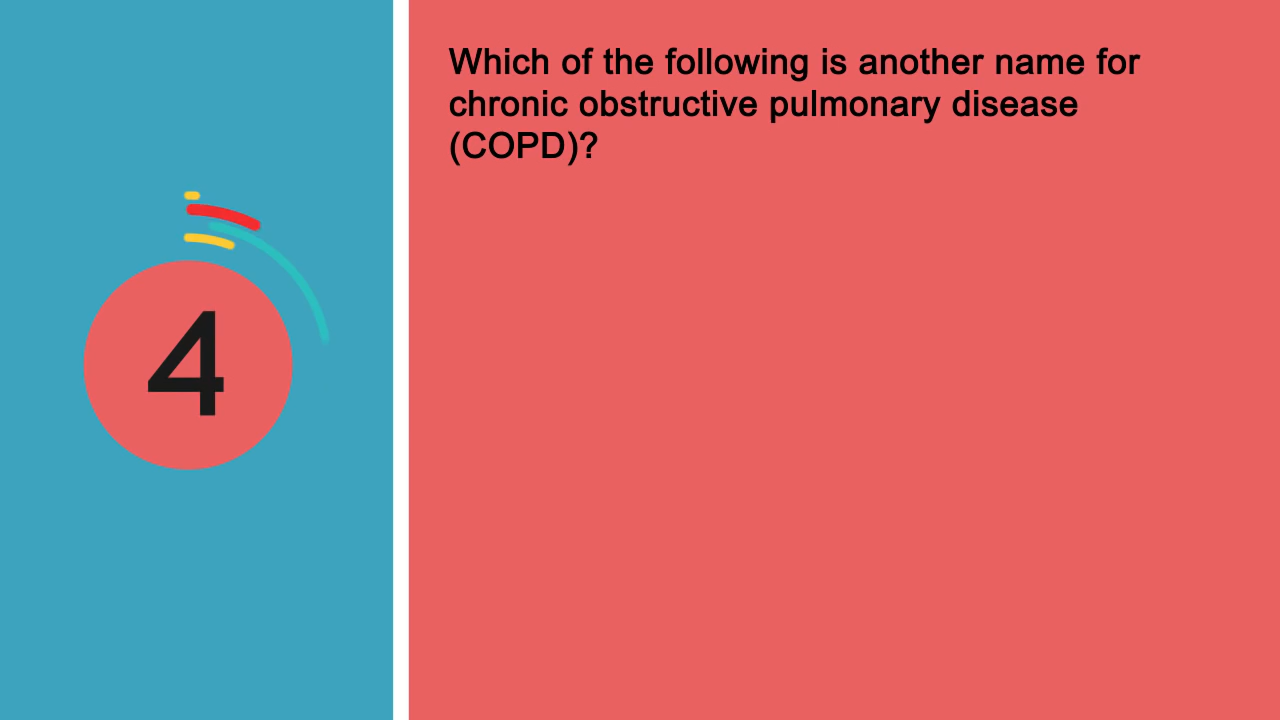 4
Which of the following is another name for
chronic obstructive pulmonary disease
(COPD)?